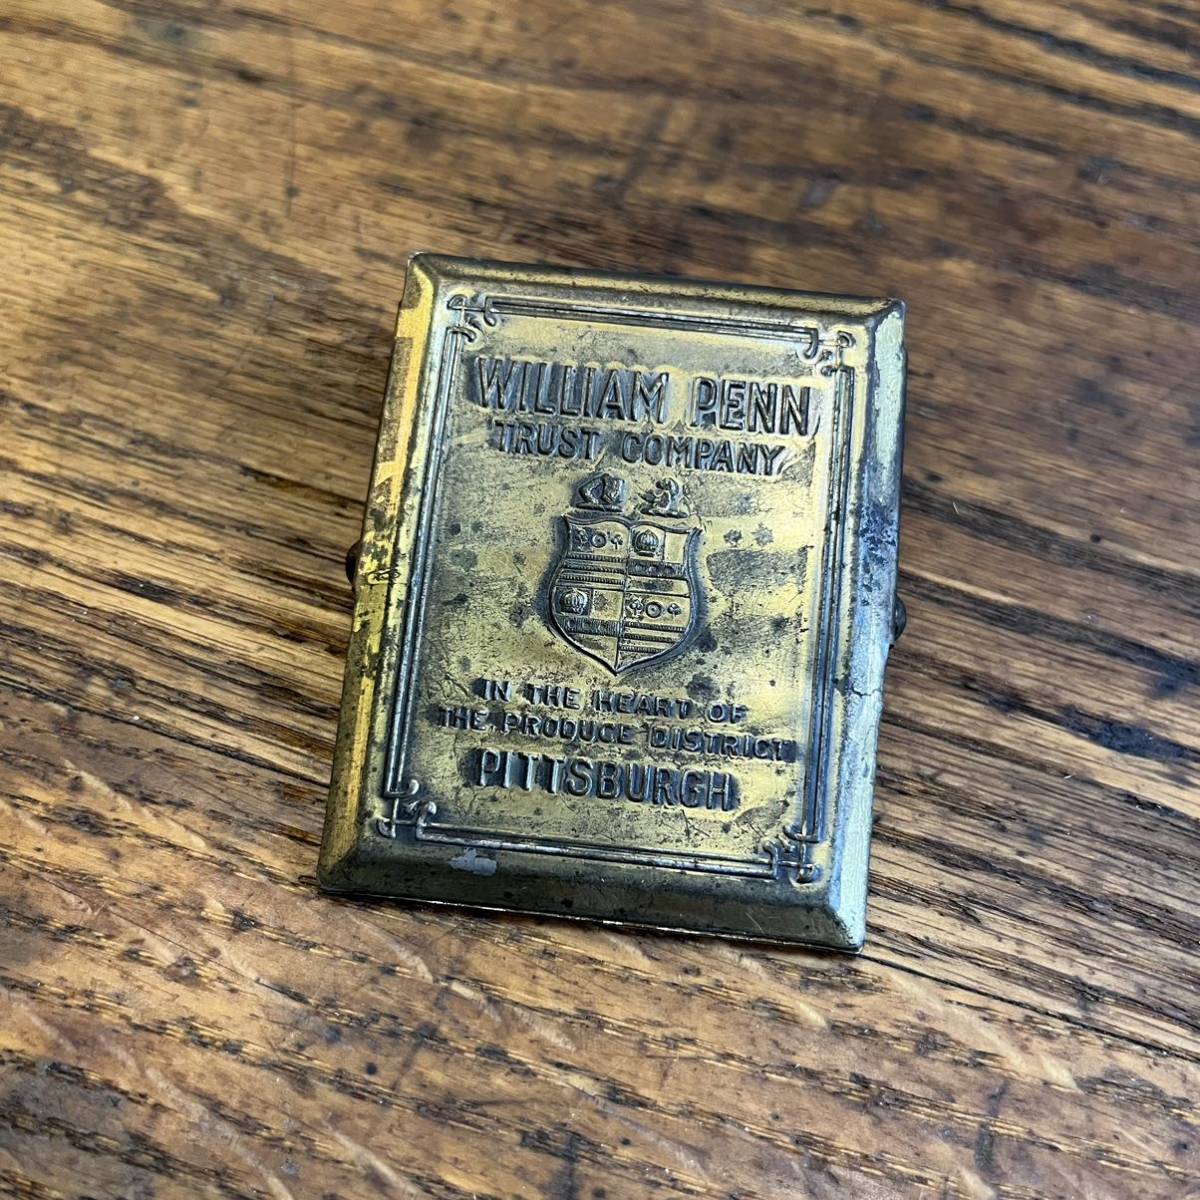 WILLIAM PENN
TRUST COMPANY
IN THE HEART OF
THE PRODUCE DISTRICT
PITTSBURGH